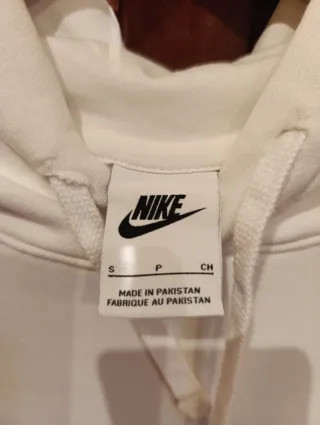 NIKE
S P CH
MADE IN PAKISTAN
FABRIQUE AU PAKISTAN